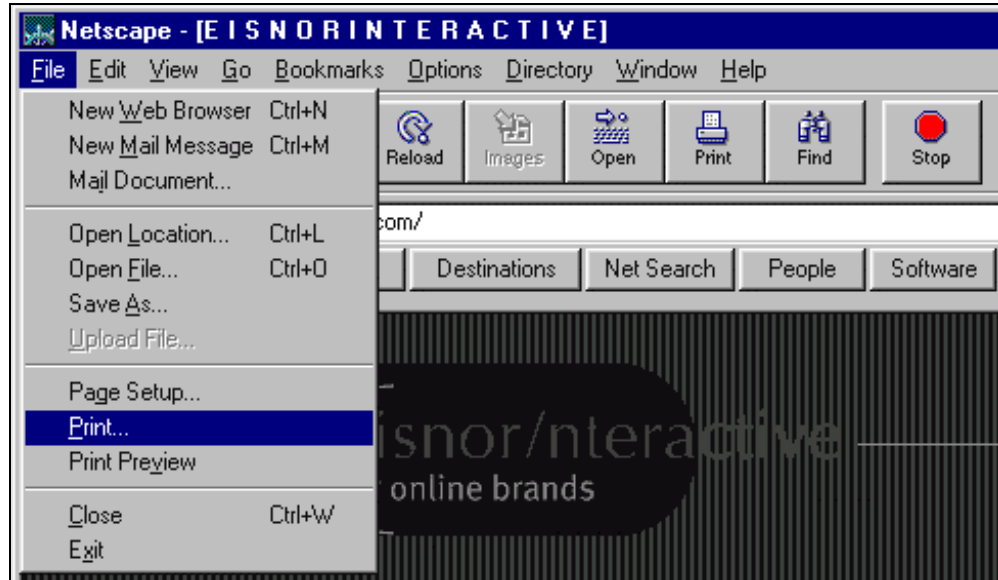 Netscape - [E I S N O R I N T E R A C T I V E]
File Edit View Go Bookmarks Options Directory Window Help
New Web Browser Ctrl+N
New Mail Message Ctrl+M
Mail Document...
Open Location... Ctrl+L
Open File... Ctrl+O
Save As...
Upload File...
Page Setup...
Print...
Print Preview
Close Ctrl+W
Exit
Reload Images Open Print Find Stop
com/
Destinations Net Search People Software
isnor/nteractive
online brands